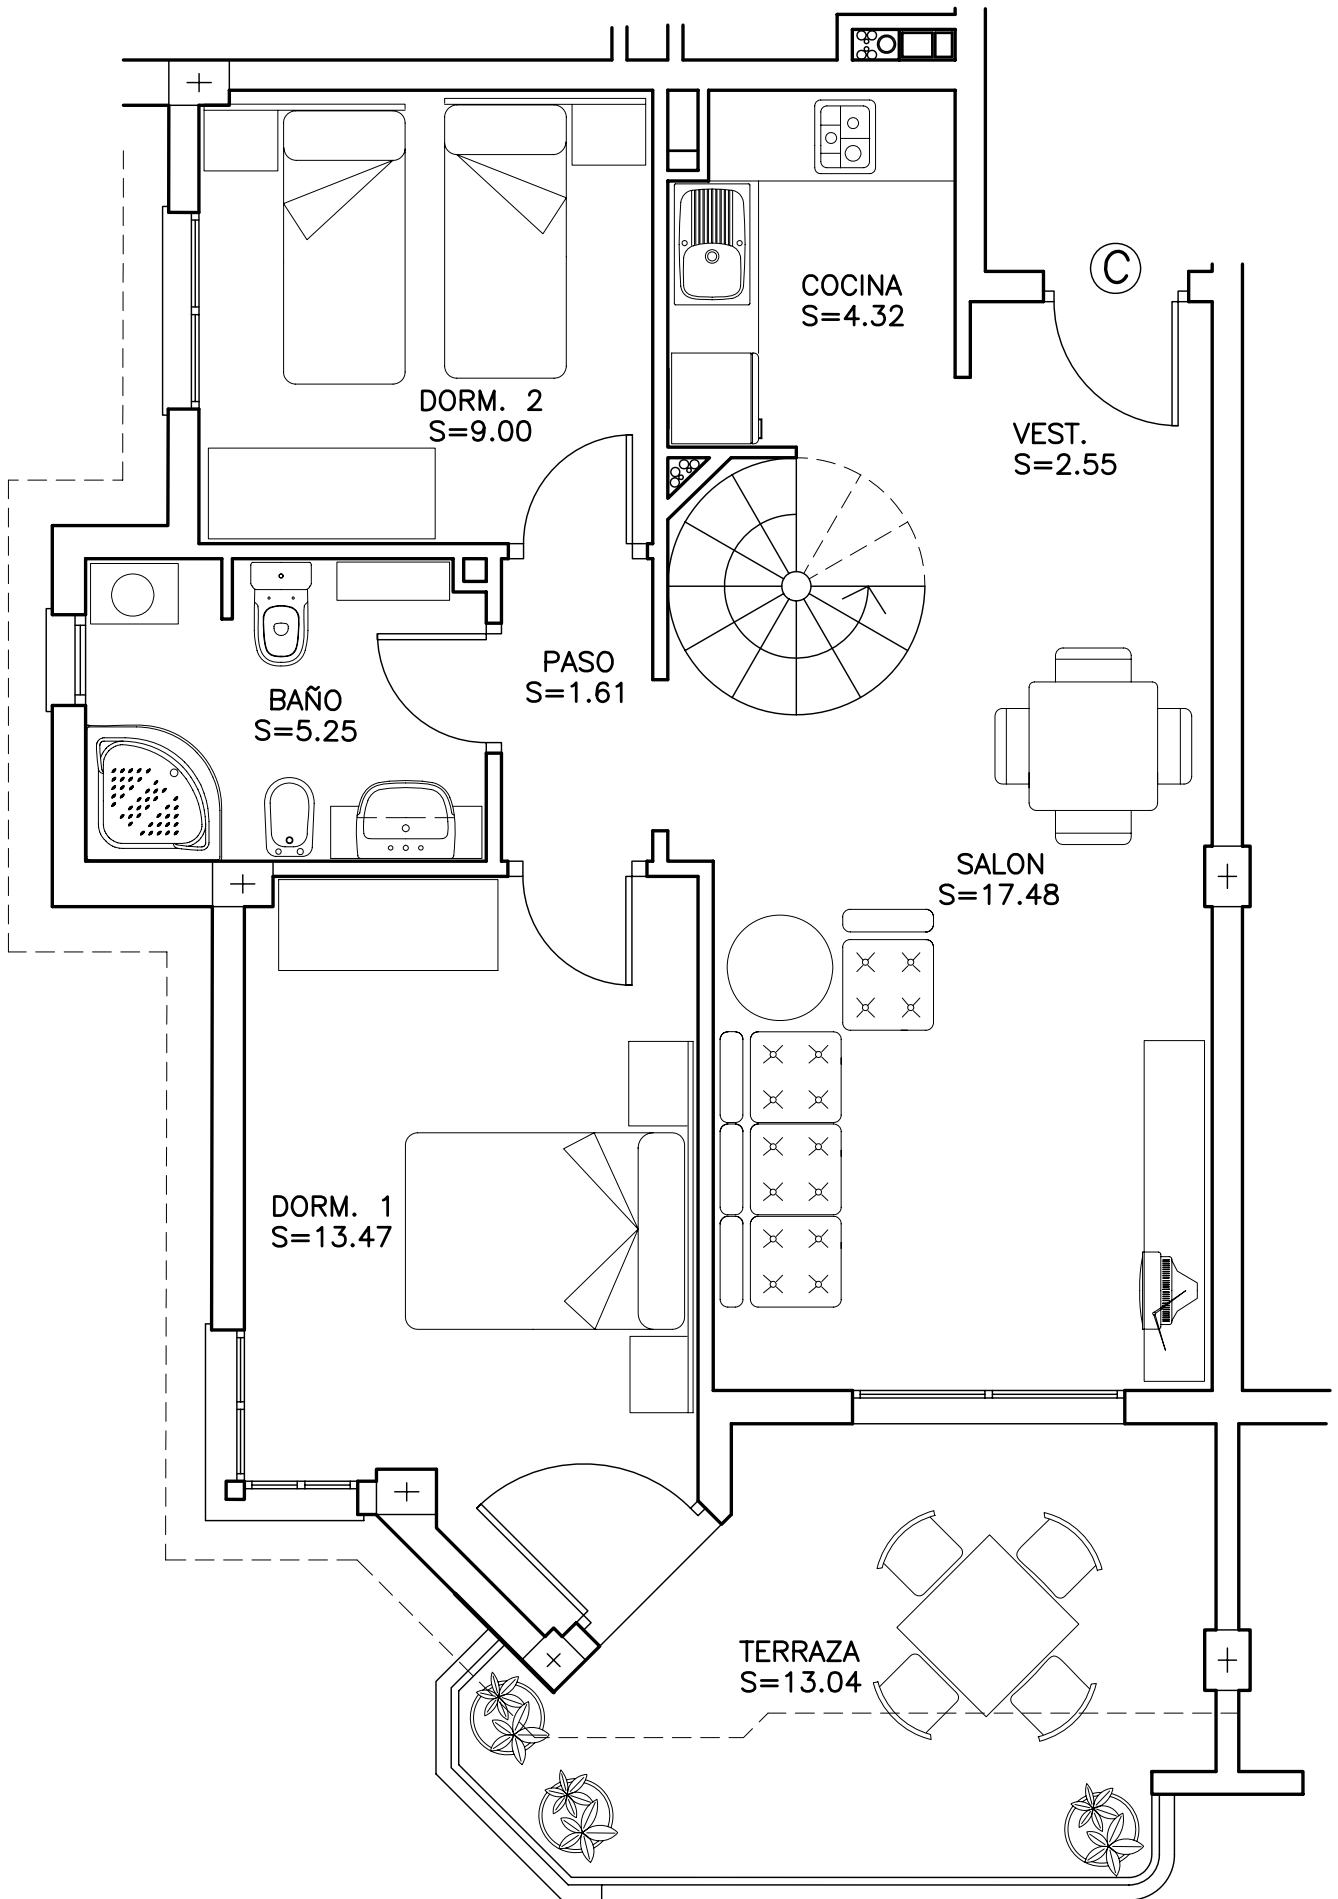 C
COCINA
S=4.32
DORM. 2
S=9.00
VEST.
S=2.55
PASO
S=1.61
BAÑO
S=5.25
SALON
S=17.48
DORM. 1
S=13.47
TERRAZA
S=13.04